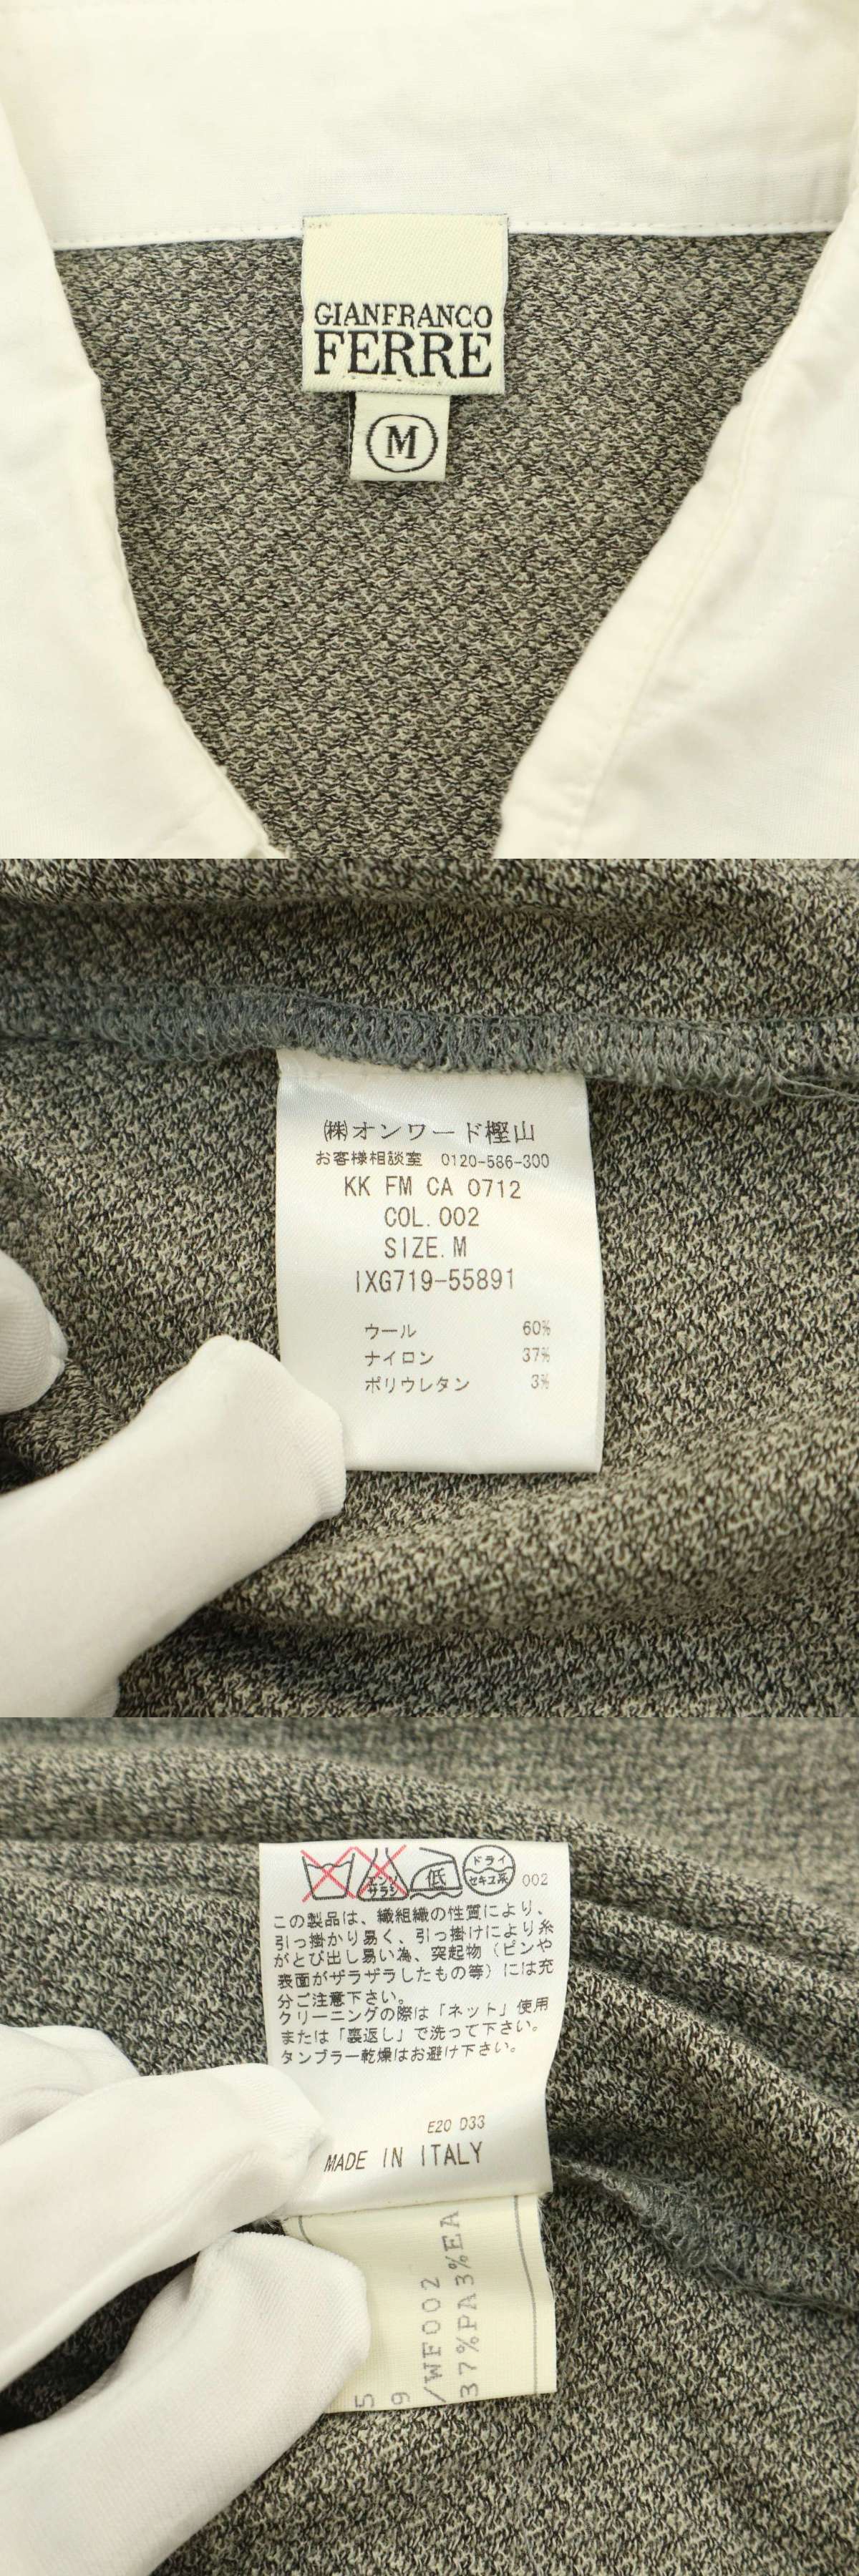 GIANFRANCO
FERRE
M
㈱オンワード樫山
お客様相談室 0120-586-300
KK FM CA 0712
COL.002
SIZE.M
IXG719-55891
ウール 60%
ナイロン 37%
ポリウレタン 3%
エンソ
サラシ
低
ドライ
セキユ系
002
この製品は、繊組織の性質により、
引っ掛かり易く、引っ掛けにより糸
がとび出し易い為、突起物（ピンや
表面がザラザラしたもの等）には充
分ご注意下さい。
クリーニングの際は「ネット」使用
または「裏返し」で洗って下さい。
タンブラー乾燥はお避け下さい。
E20 D33
MADE IN ITALY
5
9
/WF002
37%PA3%EA